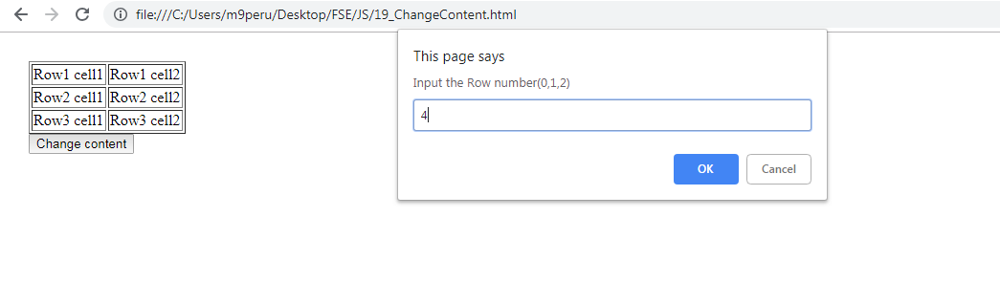 file:///C:/Users/m9peru/Desktop/FSE/JS/19_ChangeContent.html
This page says
Input the Row number(0,1,2)
4
OK Cancel
Row1 cell1 Row1 cell2
Row2 cell1 Row2 cell2
Row3 cell1 Row3 cell2
Change content